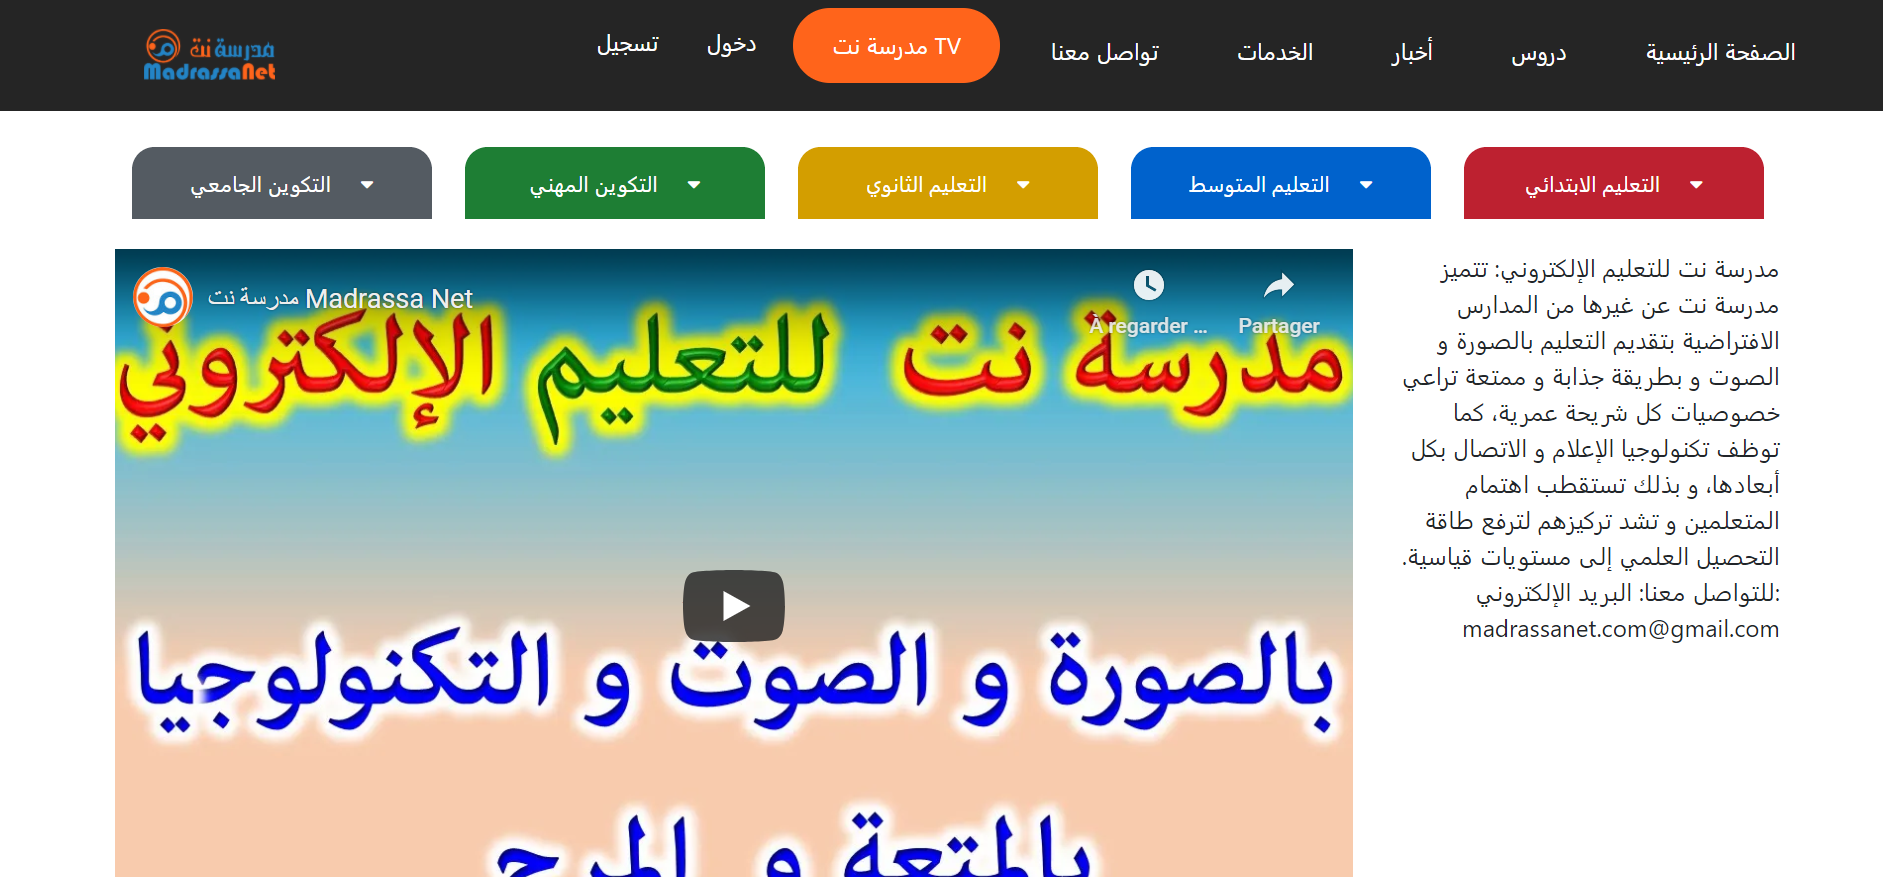 الصفحة الرئيسية
دروس
أخبار
الخدمات
تواصل معنا
مدرسة نت TV
دخول
تسجيل
مدرسة نت
MadrassaNet
التعليم الابتدائي
التعليم المتوسط
التعليم الثانوي
التكوين المهني
التكوين الجامعي
مدرسة نت للتعليم الإلكتروني: تتميز
مدرسة نت عن غيرها من المدارس
الافتراضية بتقديم التعليم بالصورة و
الصوت و بطريقة جذابة و ممتعة تراعي
خصوصيات كل شريحة عمرية، كما
توظف تكنولوجيا الإعلام و الاتصال بكل
أبعادها، و بذلك تستقطب اهتمام
المتعلمين و تشد تركيزهم لترفع طاقة
التحصيل العلمي إلى مستويات قياسية.
للتواصل معنا: البريد الإلكتروني:
madrassanet.com@gmail.com
مدرسة نت Madrassa Net
À regarder ...
Partager
مدرسة نت للتعليم الإلكتروني
بالصورة و الصوت و التكنولوجيا
بالمتعة و المرح